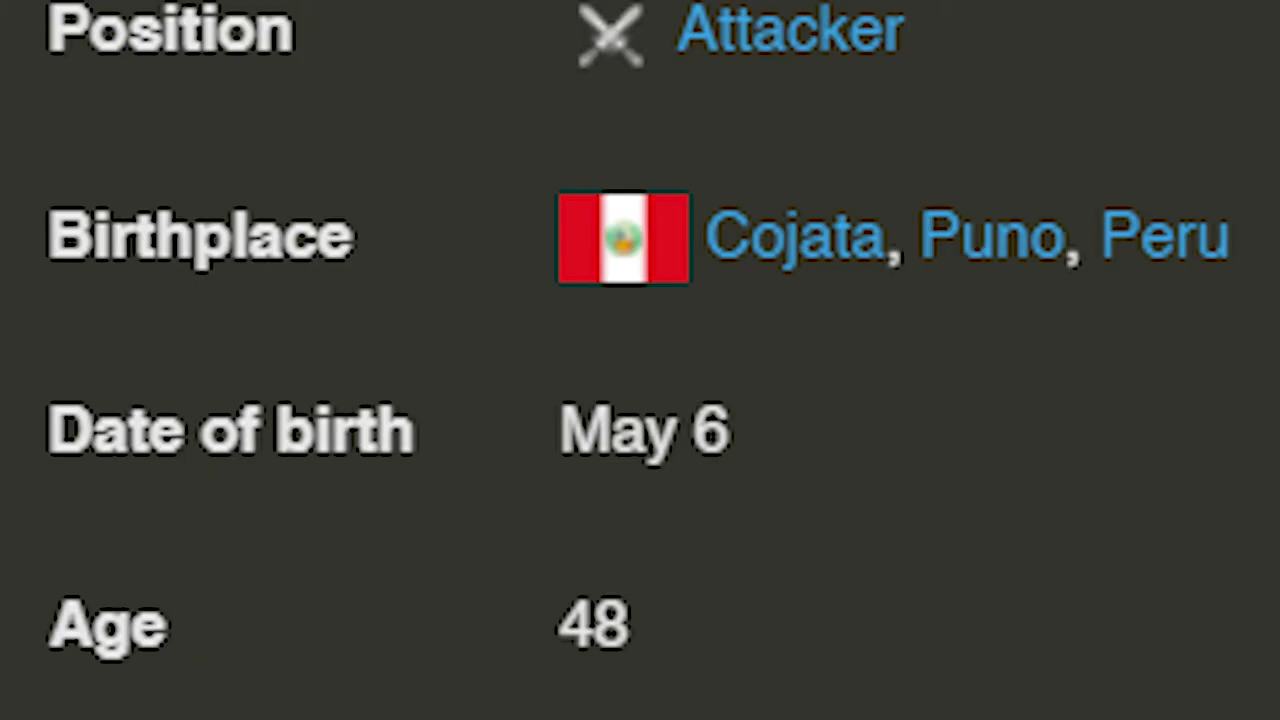 Position Attacker
Birthplace Cojata, Puno, Peru
Date of birth May 6
Age 48